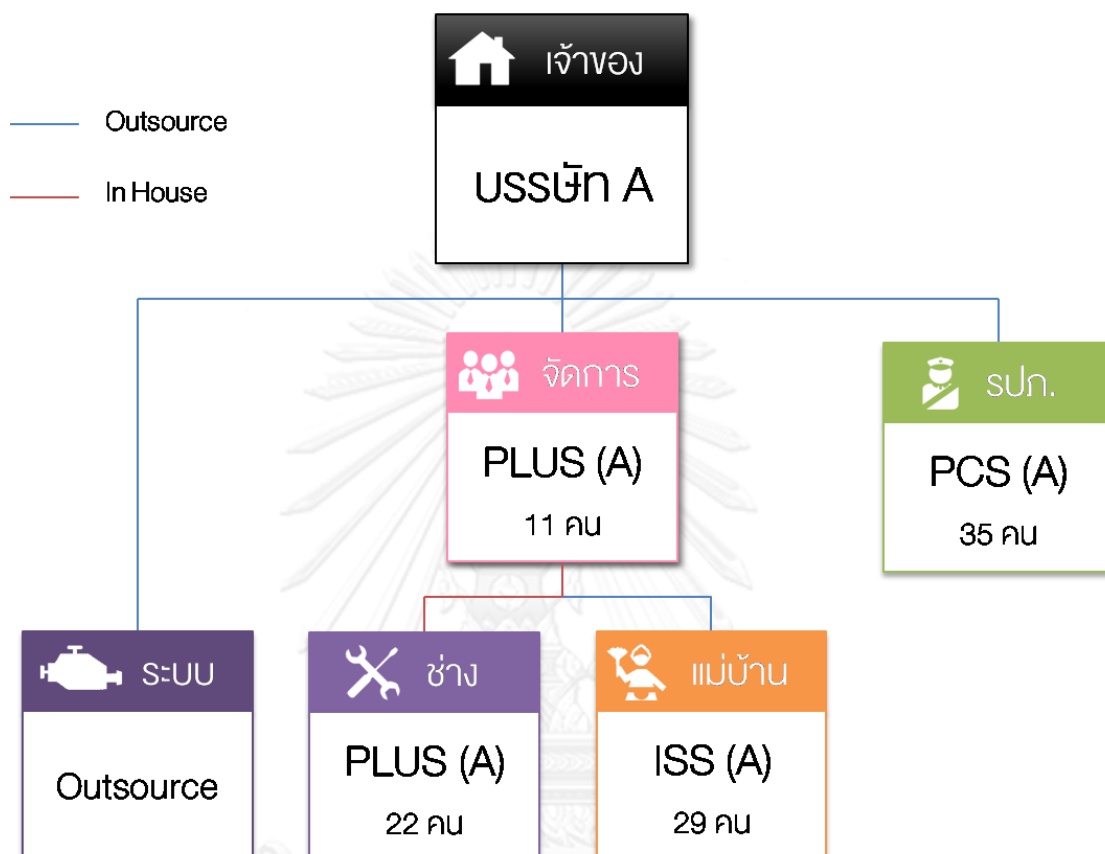 เจ้าของ
บรรษัท A
Outsource
In House
จัดการ
PLUS (A)
11 คน
รปภ.
PCS (A)
35 คน
ระบบ
Outsource
ช่าง
PLUS (A)
22 คน
แม่บ้าน
ISS (A)
29 คน